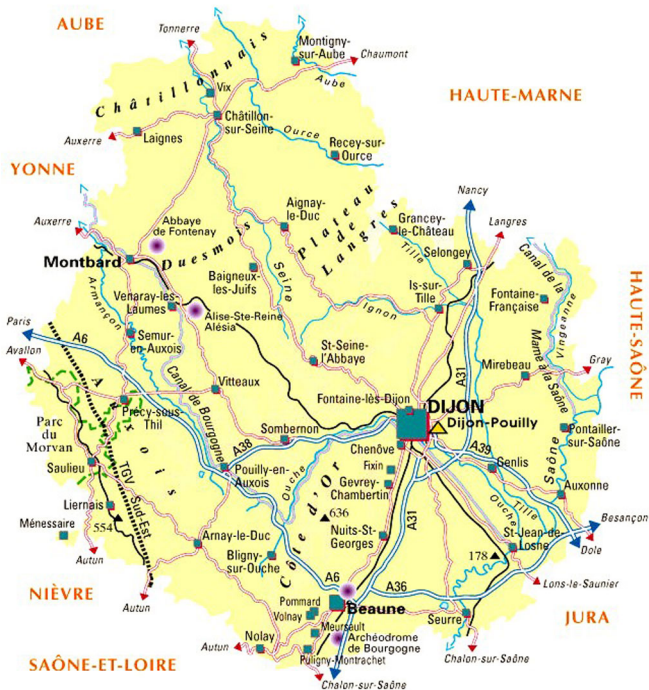 AUBE
Tonnerre
Montigny-
sur-Aube
Chaumont
Châtillonnais
Vix
Aube
HAUTE-MARNE
Châtillon-
sur-Seine
Auxerre
Laignes
Ource
Recey-sur-
Ource
YONNE
Nancy
Auxerre
Abbaye
de Fontenay
Aignay-
le-Duc
Plateau
de
Langres
Grancey-
le-Château
Langres
Tille
Duesmois
Montbard
Selongey
Canal de la
Marne à la Saône
Baigneux-
les-Juifs
Seine
HAUTE-SAÔNE
Armançon
Venaray-les-
Laumes
Is-sur-
Tille
Fontaine-
Française
Vingeanne
Alise-Ste-Reine
Alésia
Ignon
Paris
A6
Semur-
en-Auxois
St-Seine-
l'Abbaye
Avallon
Auxois
Mirebeau
Gray
A31
Canal de Bourgogne
Vitteaux
Précy-sous-
Thil
Fontaine-lès-Dijon
DIJON
Dijon-Pouilly
Parc
du
Morvan
Sombernon
A38
Pontailler-
sur-Saône
Chenôve
A39
Saône
Saulieu
Pouilly-en-
Auxois
Ouche
Fixin
Genlis
TGV Sud-Est
Gevrey-
Chambertin
Auxonne
Liernais
Côte d'Or
636
A31
Tille
Ouche
Besançon
Ménessaire
554
Arnay-le-Duc
Nuits-St-
Georges
St-Jean-de-
Losne
Dole
Autun
Bligny-
sur-Ouche
178
NIÈVRE
A6
A36
Lons-le-Saunier
Autun
Pommard
Beaune
Volnay
Seurre
JURA
Meursault
Nolay
Archéodrome
de Bourgogne
Autun
Puligny-Montrachet
Chalon-sur-Saône
SAÔNE-ET-LOIRE
Chalon-sur-Saône